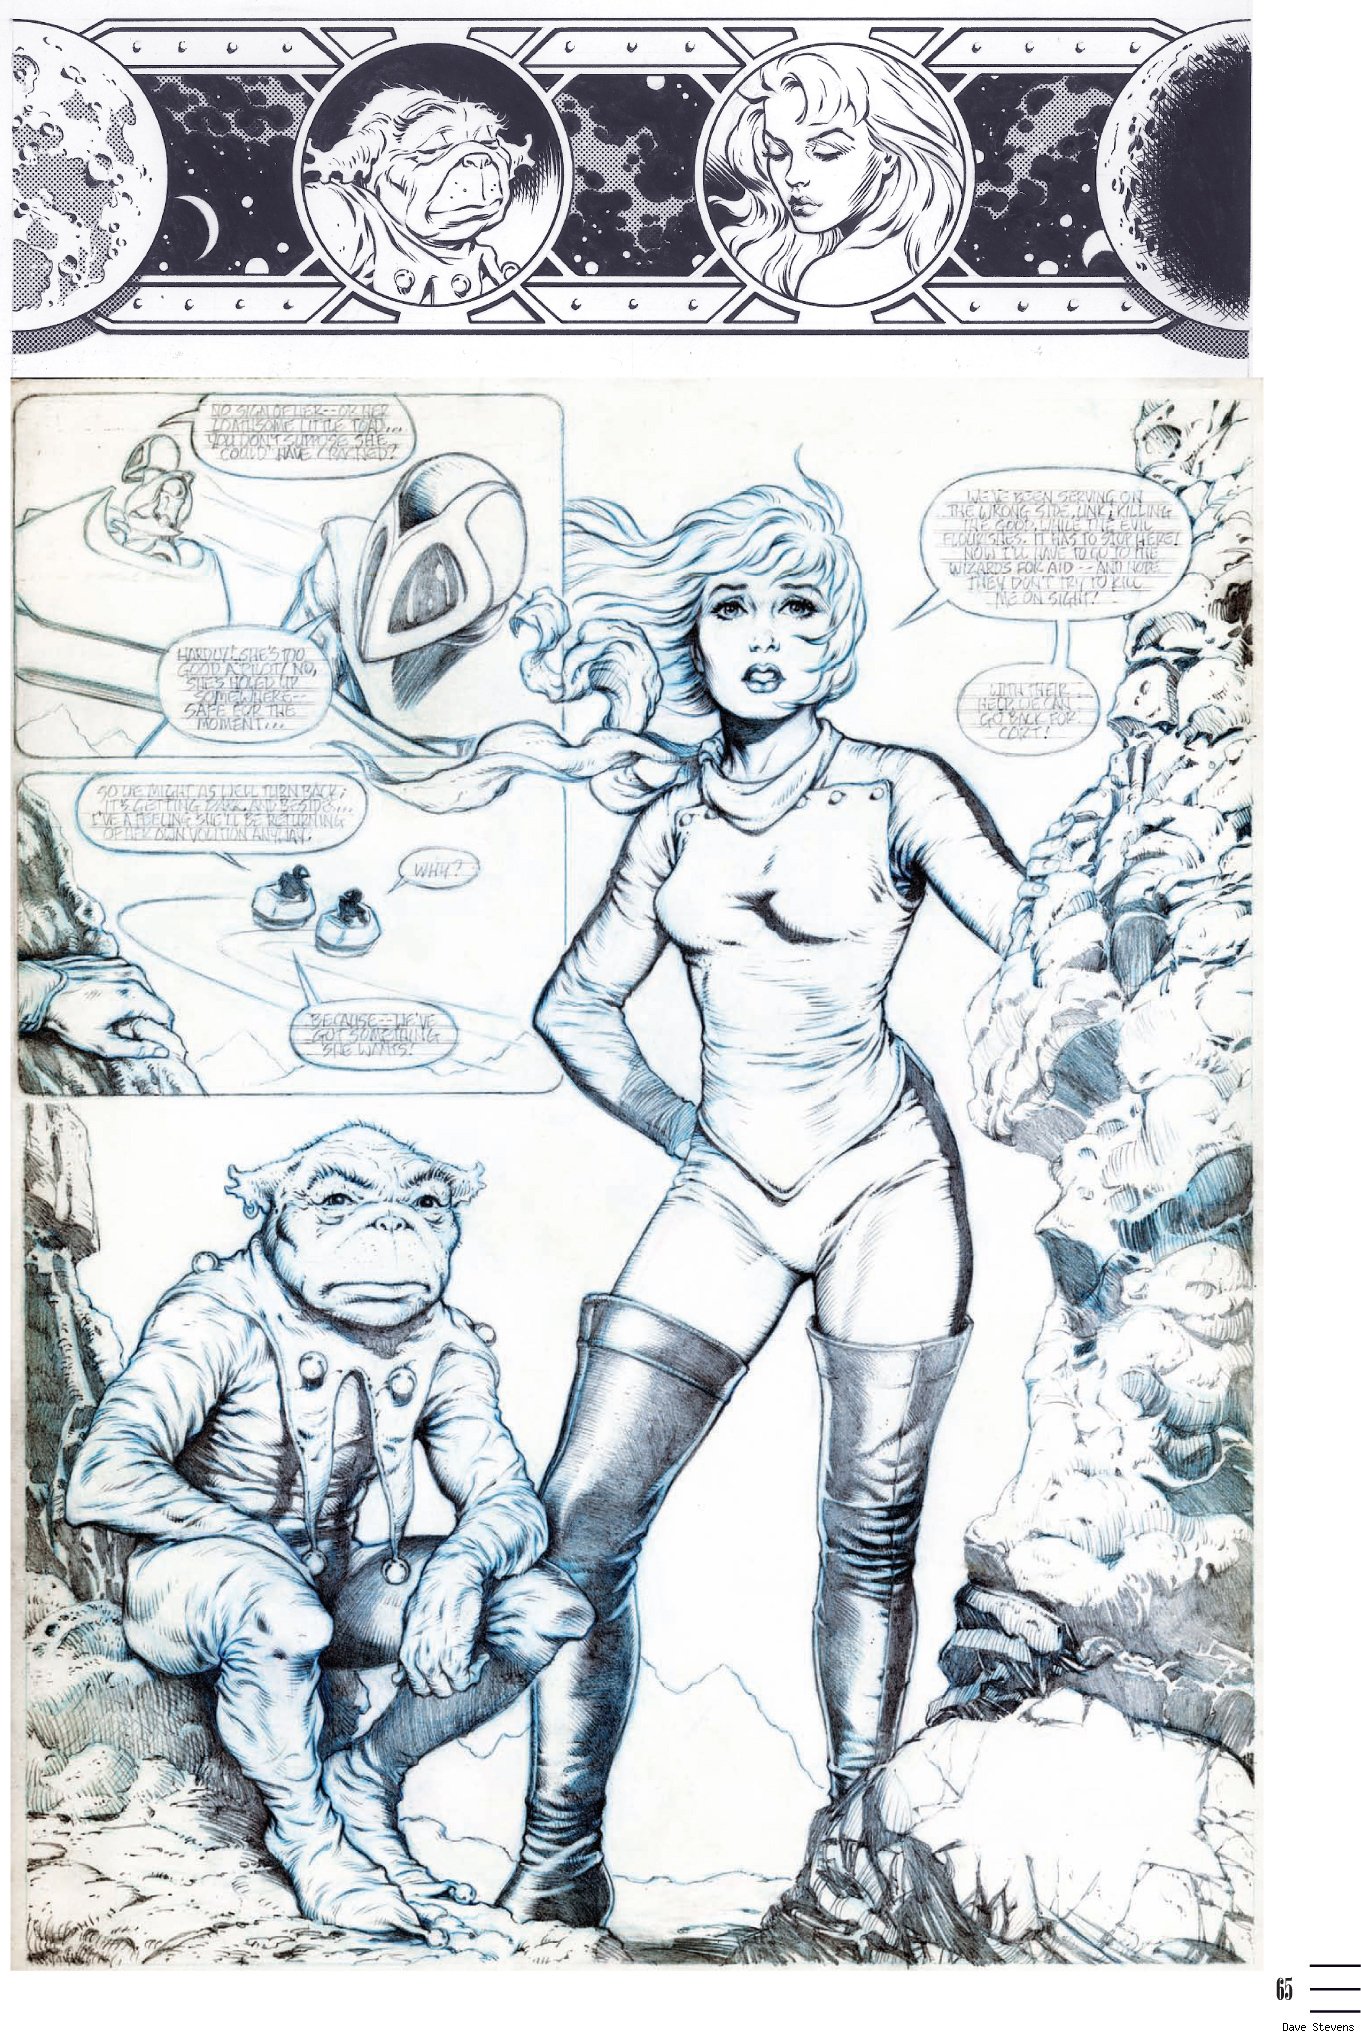 NO SIGN OF HER -- OR HER
LOATHSOME LITTLE TOAD...
YOU DON'T SUPPOSE SHE
"COULD" HAVE CRACKED?
HARDLY! SHE'S TOO
GOOD A PILOT! NO,
SHE'S HOLED UP
SOMEWHERE--
SAFE FOR THE
MOMENT...
SO WE MIGHT AS WELL TURN BACK;
IT'S GETTING DARK, AND BESIDE...
I'VE A FEELING SHE'LL BE RETURNING
OF HER OWN VOLITION ANYWAY.
WHY?
BECAUSE -- WE'VE
GOT SOMETHING
SHE WANTS!
WE'VE BEEN SERVING ON
THE WRONG SIDE, KILLING
THE GOOD, WHILE THE EVIL
FLOURISHES. IT HAS TO STOP HERE!
NOW I'LL HAVE TO GO TO THE
WIZARDS FOR AID -- AND HOPE
THEY DON'T TRY TO KILL
ME ON SIGHT!
WITH THEIR
HELP, WE CAN
GO BACK FOR
65
Dave Stevens